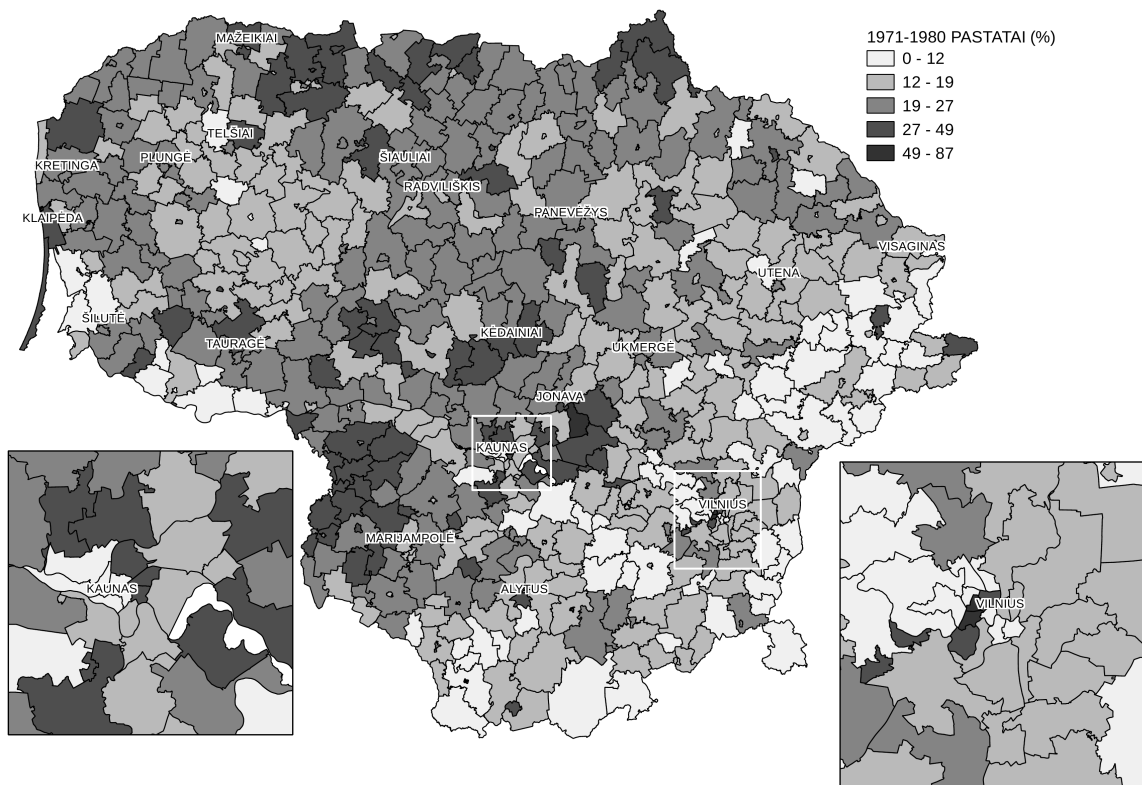 1971-1980 PASTATAI (%)
0 - 12
12 - 19
19 - 27
27 - 49
49 - 87
MAŽEIKIAI
TELŠIAI
KRETINGA
PLUNGĖ
ŠIAULIAI
RADVILIŠKIS
KLAIPĖDA
PANEVĖŽYS
VISAGINAS
UTENA
ŠILUTĖ
TAURAGĖ
KĖDAINIAI
UKMERGĖ
JONAVA
KAUNAS
VILNIUS
MARIJAMPOLĖ
ALYTUS
KAUNAS
VILNIUS